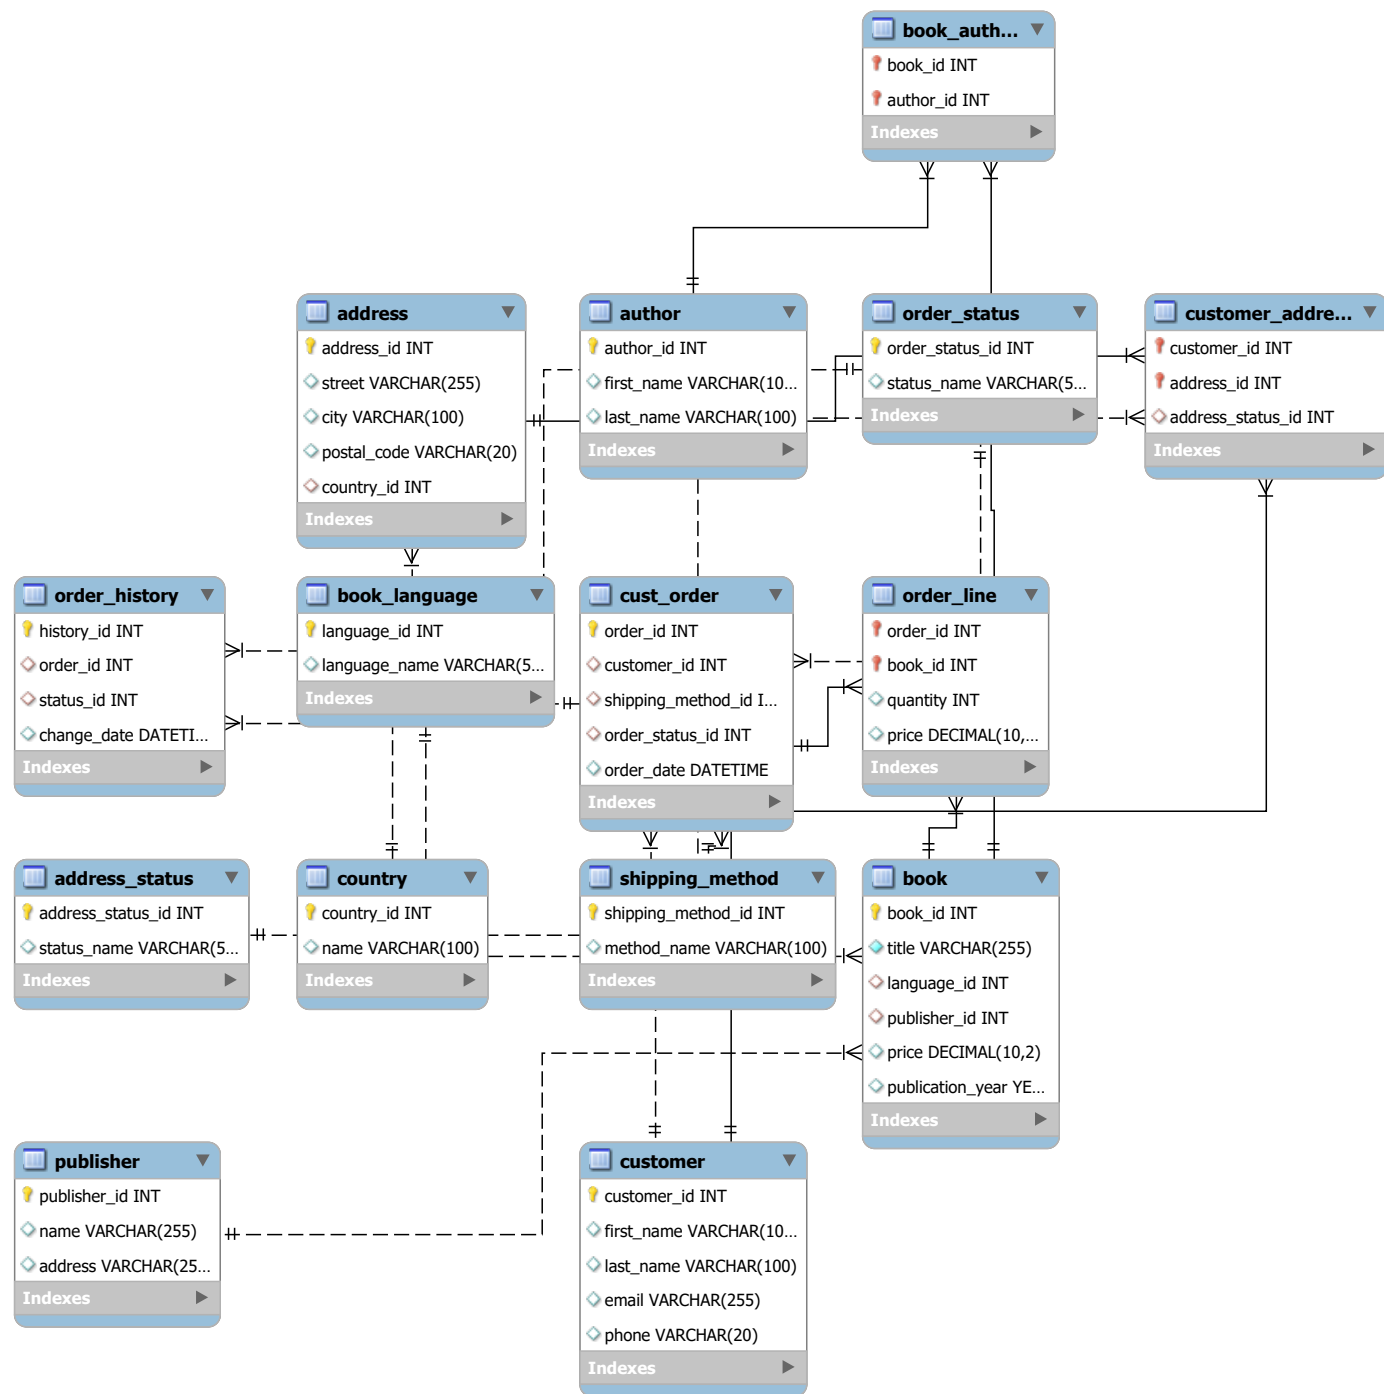 book_auth...
book_id INT
author_id INT
Indexes
address
address_id INT
street VARCHAR(255)
city VARCHAR(100)
postal_code VARCHAR(20)
country_id INT
Indexes
author
author_id INT
first_name VARCHAR(10...
last_name VARCHAR(100)
Indexes
order_status
order_status_id INT
status_name VARCHAR(5...
Indexes
customer_addre...
customer_id INT
address_id INT
address_status_id INT
Indexes
order_history
history_id INT
order_id INT
status_id INT
change_date DATETI...
Indexes
book_language
language_id INT
language_name VARCHAR(5...
Indexes
cust_order
order_id INT
customer_id INT
shipping_method_id I...
order_status_id INT
order_date DATETIME
Indexes
order_line
order_id INT
book_id INT
quantity INT
price DECIMAL(10,...
Indexes
address_status
address_status_id INT
status_name VARCHAR(5...
Indexes
country
country_id INT
name VARCHAR(100)
Indexes
shipping_method
shipping_method_id INT
method_name VARCHAR(100)
Indexes
book
book_id INT
title VARCHAR(255)
language_id INT
publisher_id INT
price DECIMAL(10,2)
publication_year YE...
Indexes
publisher
publisher_id INT
name VARCHAR(255)
address VARCHAR(25...
Indexes
customer
customer_id INT
first_name VARCHAR(10...
last_name VARCHAR(100)
email VARCHAR(255)
phone VARCHAR(20)
Indexes